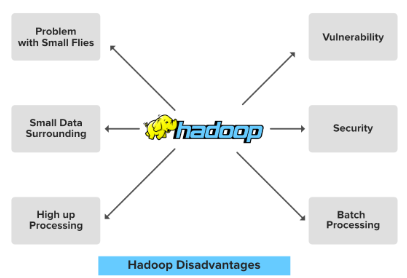 Problem
with Small Flies
Vulnerability
Small Data
Surrounding
hadoop
Security
High up
Processing
Batch
Processing
Hadoop Disadvantages